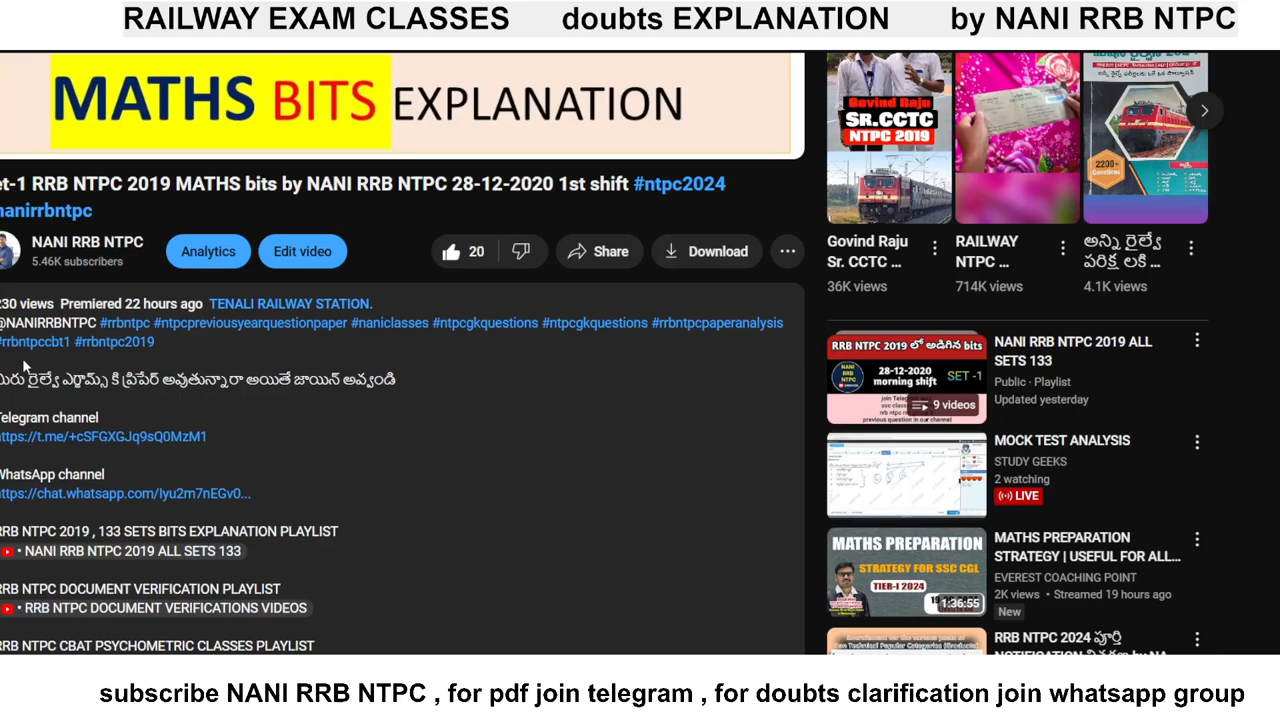 RAILWAY EXAM CLASSES doubts EXPLANATION by NANI RRB NTPC
MATHS BITS EXPLANATION
et-1 RRB NTPC 2019 MATHS bits by NANI RRB NTPC 28-12-2020 1st shift #ntpc2024
nanirrbntpc
NANI RRB NTPC
5.46K subscribers
Analytics
Edit video
20
Share
Download
230 views Premiered 22 hours ago TENALI RAILWAY STATION.
@NANIRRBNTPC #rrbntpc #ntpcpreviousyearquestionpaper #naniclasses #ntpcgkquestions #ntpcgkquestions #rrbntpcpaperanalysis
#rrbntpccbt1 #rrbntpc2019
మీరు రైల్వే ఎగ్జామ్స్ కి ప్రిపేర్ అవుతున్నారా అయితే జాయిన్ అవ్వండి
Telegram channel
https://t.me/+cSFGXGJq9sQ0MzM1
WhatsApp channel
https://chat.whatsapp.com/Iyu2m7nEGv0...
RRB NTPC 2019 , 133 SETS BITS EXPLANATION PLAYLIST
• NANI RRB NTPC 2019 ALL SETS 133
RRB NTPC DOCUMENT VERIFICATION PLAYLIST
• RRB NTPC DOCUMENT VERIFICATIONS VIDEOS
RRB NTPC CBAT PSYCHOMETRIC CLASSES PLAYLIST
Govind Raju
SR.CCTC
NTPC 2019
2200+
Questions
Govind Raju
Sr. CCTC ...
36K views
RAILWAY
NTPC ...
714K views
అన్ని రైల్వే
పరిక్ష లకి ...
4.1K views
RRB NTPC 2019 లో అడిగిన bits
NANI
RRB
NTPC
28-12-2020
morning shift
SET -1
9 videos
previous question in our channel
NANI RRB NTPC 2019 ALL
SETS 133
Public · Playlist
Updated yesterday
MOCK TEST ANALYSIS
STUDY GEEKS
2 watching
LIVE
MATHS PREPARATION
STRATEGY FOR SSC CGL
TIER-I 2024
1:36:55
MATHS PREPARATION
STRATEGY | USEFUL FOR ALL...
EVEREST COACHING POINT
2K views • Streamed 19 hours ago
New
RRB NTPC 2024 పూర్తి
subscribe NANI RRB NTPC , for pdf join telegram , for doubts clarification join whatsapp group